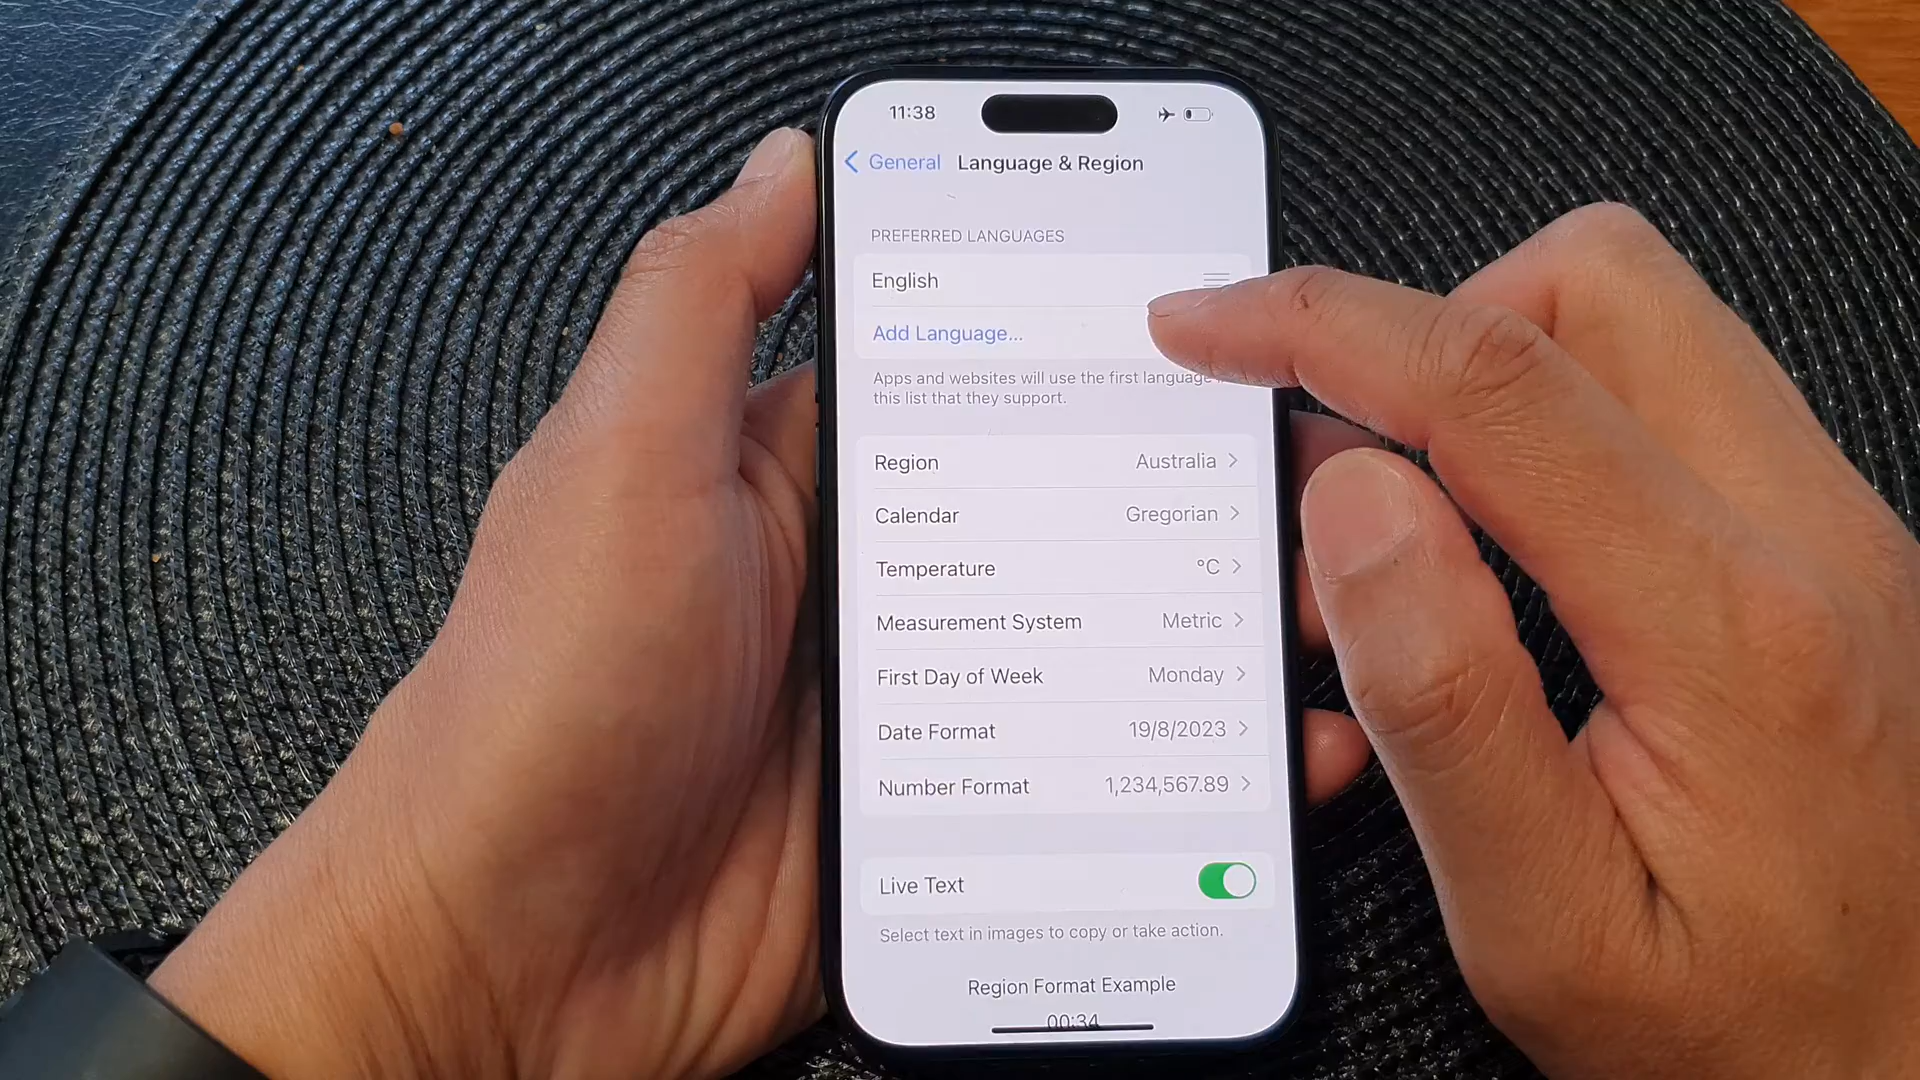 11:38
General Language & Region
PREFERRED LANGUAGES
English
Add Language...
Apps and websites will use the first language
this list that they support.
Region Australia
Calendar Gregorian
Temperature °C
Measurement System Metric
First Day of Week Monday
Date Format 19/8/2023
Number Format 1,234,567.89
Live Text
Select text in images to copy or take action.
Region Format Example
00:34